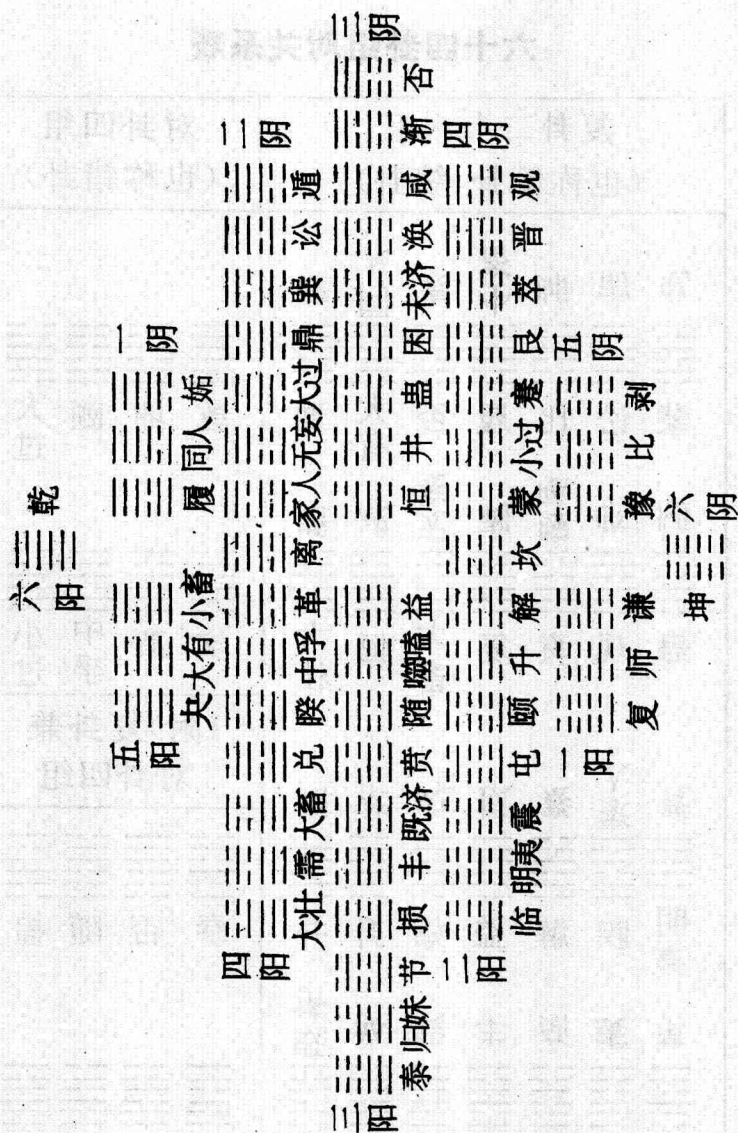 六阳 乾
五阳 一阴
夬 大有 小畜 履 同人 姤
四阳 二阴
大壮 需 大畜 兑 睽 中孚 革 离 家人 无妄 大过 鼎 巽 讼 遁
三阳 三阴
泰 归妹 节 损 丰 既济 贲 随 噬嗑 益 恒 井 蛊 困 未济 涣 咸 渐 否
二阳 四阴
临 明夷 震 屯 颐 升 解 坎 蒙 小过 蹇 艮 萃 晋 观
一阳 五阴
复 师 谦 豫 比 剥
坤 六阴